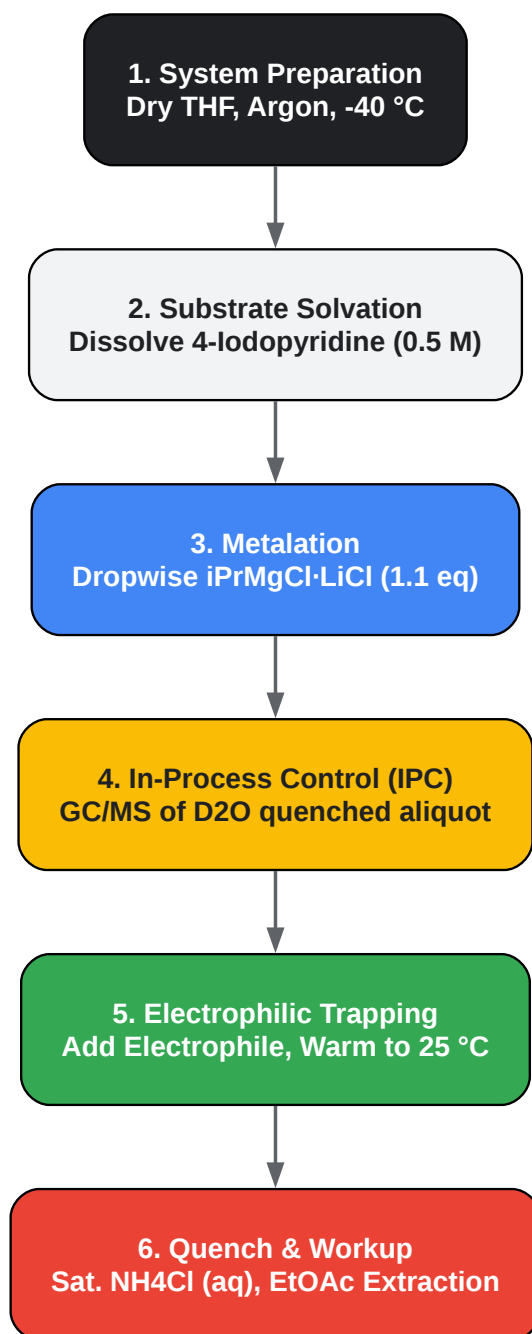 1. System Preparation
Dry THF, Argon, -40 °C
2. Substrate Solvation
Dissolve 4-Iodopyridine (0.5 M)
3. Metalation
Dropwise iPrMgCl·LiCl (1.1 eq)
4. In-Process Control (IPC)
GC/MS of D2O quenched aliquot
5. Electrophilic Trapping
Add Electrophile, Warm to 25 °C
6. Quench & Workup
Sat. NH4Cl (aq), EtOAc Extraction